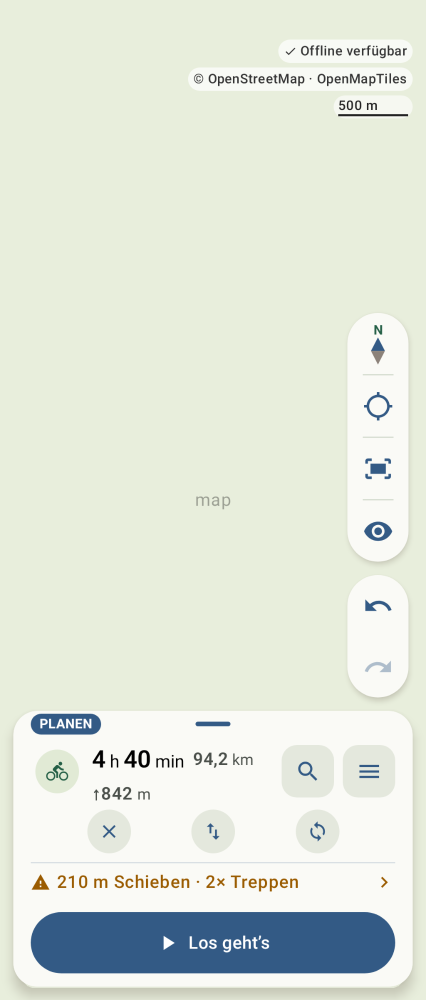 Offline verfügbar
© OpenStreetMap · OpenMapTiles
500 m
N
map
PLANEN
4 h 40 min 94,2 km
↑842 m
210 m Schieben · 2× Treppen
Los geht's